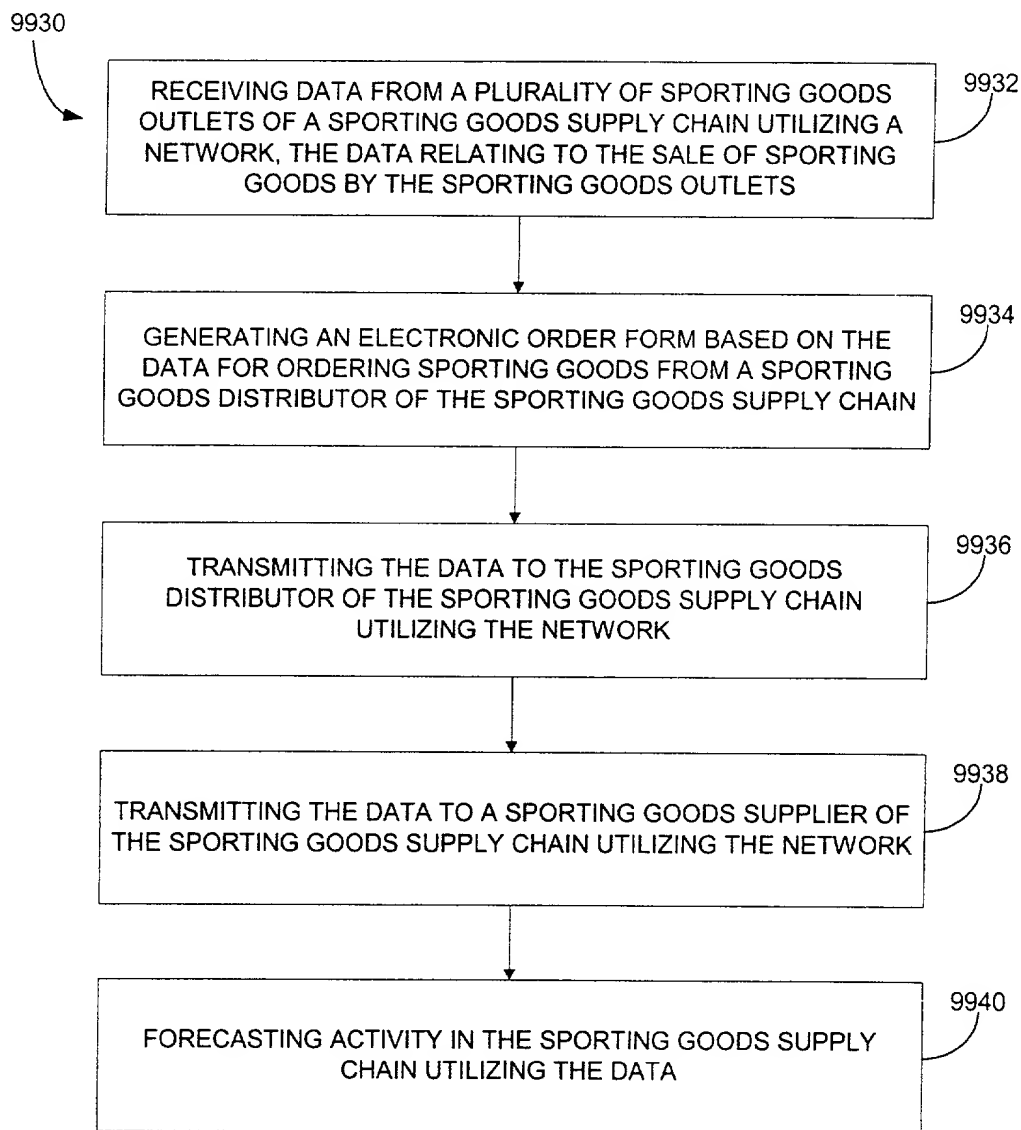 9930
RECEIVING DATA FROM A PLURALITY OF SPORTING GOODS
OUTLETS OF A SPORTING GOODS SUPPLY CHAIN UTILIZING A
NETWORK, THE DATA RELATING TO THE SALE OF SPORTING
GOODS BY THE SPORTING GOODS OUTLETS
9932
GENERATING AN ELECTRONIC ORDER FORM BASED ON THE
DATA FOR ORDERING SPORTING GOODS FROM A SPORTING
GOODS DISTRIBUTOR OF THE SPORTING GOODS SUPPLY CHAIN
9934
TRANSMITTING THE DATA TO THE SPORTING GOODS
DISTRIBUTOR OF THE SPORTING GOODS SUPPLY CHAIN
UTILIZING THE NETWORK
9936
TRANSMITTING THE DATA TO A SPORTING GOODS SUPPLIER OF
THE SPORTING GOODS SUPPLY CHAIN UTILIZING THE NETWORK
9938
FORECASTING ACTIVITY IN THE SPORTING GOODS SUPPLY
CHAIN UTILIZING THE DATA
9940